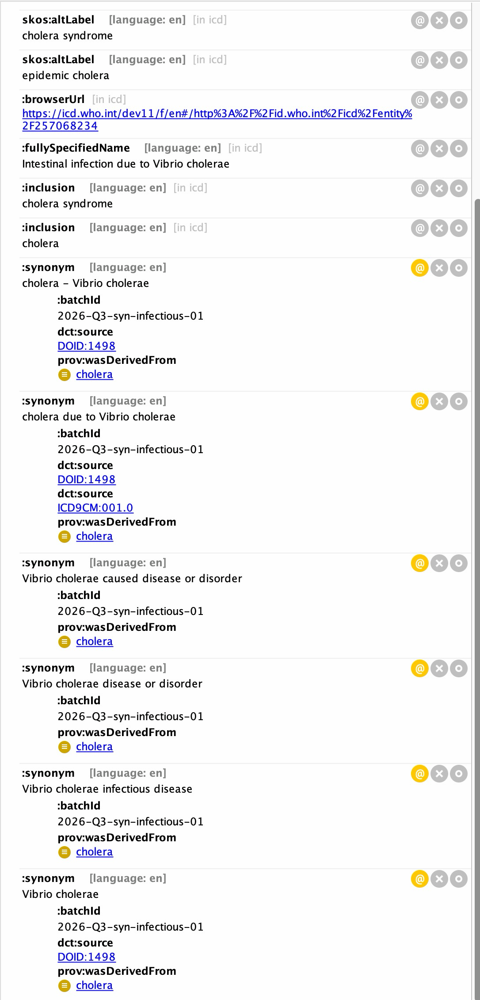 skos:altLabel [language: en] [in icd]
cholera syndrome
skos:altLabel [language: en] [in icd]
epidemic cholera
:browserUrl [in icd]
https://icd.who.int/dev11/f/en#/http%3A%2F%2Fid.who.int%2Ficd%2Fentity%
2F257068234
:fullySpecifiedName [language: en] [in icd]
Intestinal infection due to Vibrio cholerae
:inclusion [language: en] [in icd]
cholera syndrome
:inclusion [language: en] [in icd]
cholera
:synonym [language: en]
cholera - Vibrio cholerae
:batchId
2026-Q3-syn-infectious-01
dct:source
DOID:1498
prov:wasDerivedFrom
cholera
:synonym [language: en]
cholera due to Vibrio cholerae
:batchId
2026-Q3-syn-infectious-01
dct:source
DOID:1498
dct:source
ICD9CM:001.0
prov:wasDerivedFrom
cholera
:synonym [language: en]
Vibrio cholerae caused disease or disorder
:batchId
2026-Q3-syn-infectious-01
prov:wasDerivedFrom
cholera
:synonym [language: en]
Vibrio cholerae disease or disorder
:batchId
2026-Q3-syn-infectious-01
prov:wasDerivedFrom
cholera
:synonym [language: en]
Vibrio cholerae infectious disease
:batchId
2026-Q3-syn-infectious-01
prov:wasDerivedFrom
cholera
:synonym [language: en]
Vibrio cholerae
:batchId
2026-Q3-syn-infectious-01
dct:source
DOID:1498
prov:wasDerivedFrom
cholera